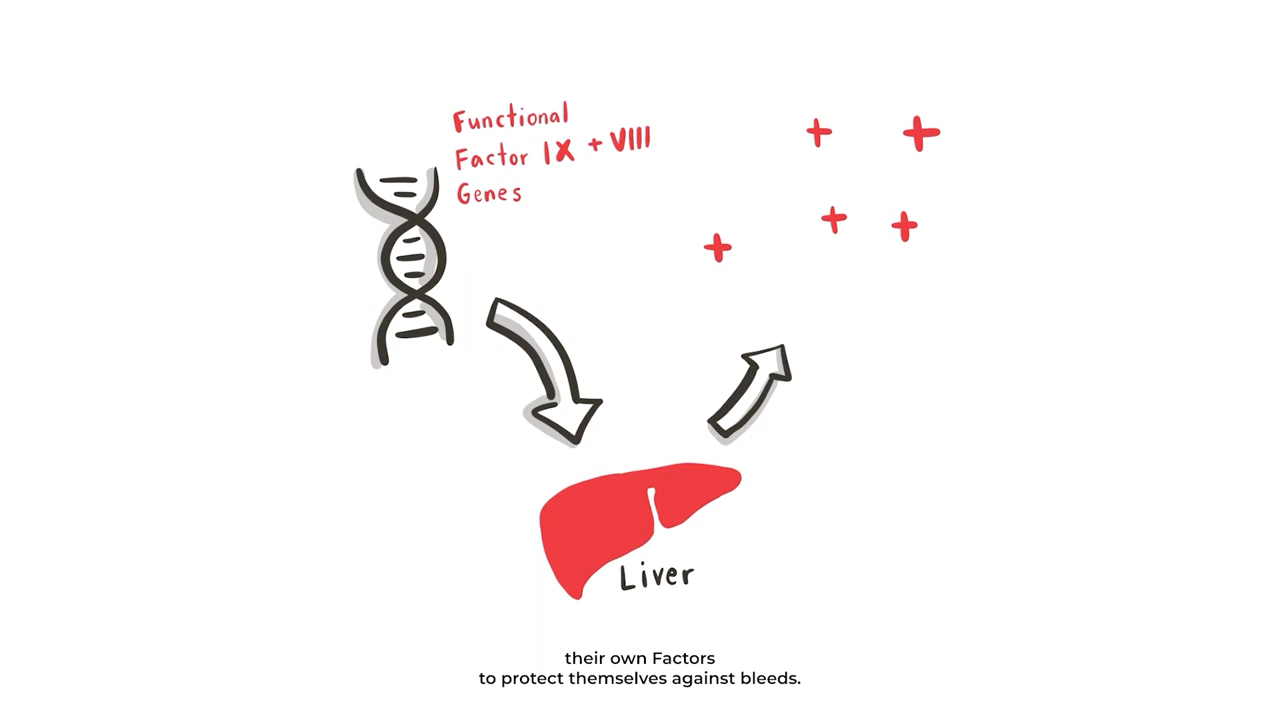 Functional
Factor IX + VIII
Genes
Liver
their own Factors
to protect themselves against bleeds.